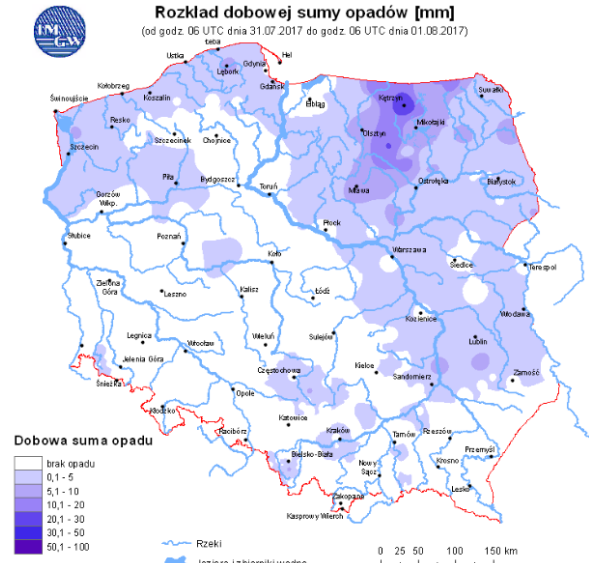 IM
GW
Rozkład dobowej sumy opadów [mm]
(od godz. 06 UTC dnia 31.07.2017 do godz. 06 UTC dnia 01.08.2017)
Łeba
Ustka
Hel
Lębork
Gdynia
Gdańsk
Suwałki
Kołobrzeg
Koszalin
Elbląg
Kętrzyn
Świnoujście
Resko
Mikołajki
Szczecinek
Chojnice
Olsztyn
Szczecin
Piła
Bydgoszcz
Toruń
Mława
Ostrołęka
Białystok
Gorzów
Wlkp.
Płock
Słubice
Poznań
Koło
Warszawa
Siedlce
Terespol
Zielona
Góra
Leszno
Kalisz
Łódź
Kozienice
Włodawa
Legnica
Wrocław
Wieluń
Sulejów
Lublin
Jelenia Góra
Śnieżka
Częstochowa
Kielce
Sandomierz
Zamość
Opole
Kłodzko
Katowice
Racibórz
Kraków
Tarnów
Rzeszów
Przemyśl
Bielsko-Biała
Nowy
Sącz
Krosno
Lesko
Zakopane
Kasprowy Wierch
Dobowa suma opadu
brak opadu
0,1 - 5
5,1 - 10
10,1 - 20
20,1 - 30
30,1 - 50
50,1 - 100
Rzeki
Jeziora i zbiorniki wodne
0 25 50 100 150 km